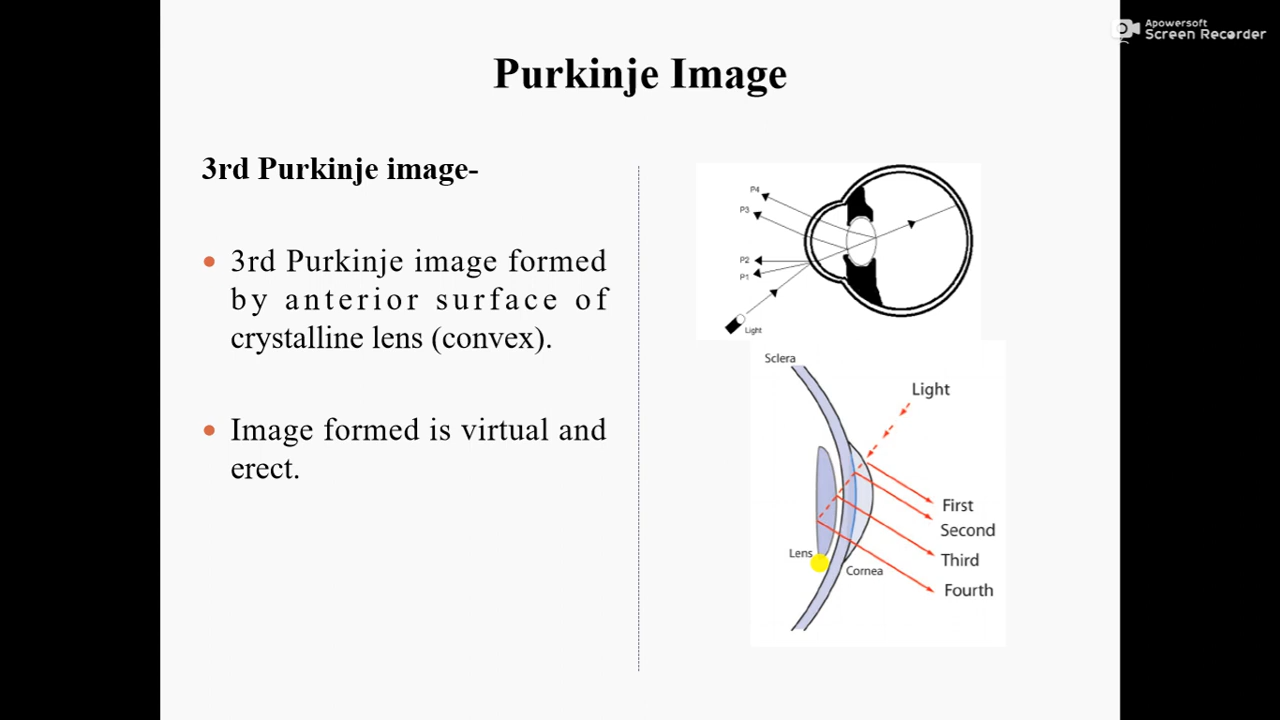 Apowersoft
Screen Recorder
Purkinje Image
3rd Purkinje image-
3rd Purkinje image formed
by anterior surface of
crystalline lens (convex).
Image formed is virtual and
erect.
P4
P3
P2
P1
Light
Sclera
Light
First
Second
Third
Fourth
Lens
Cornea